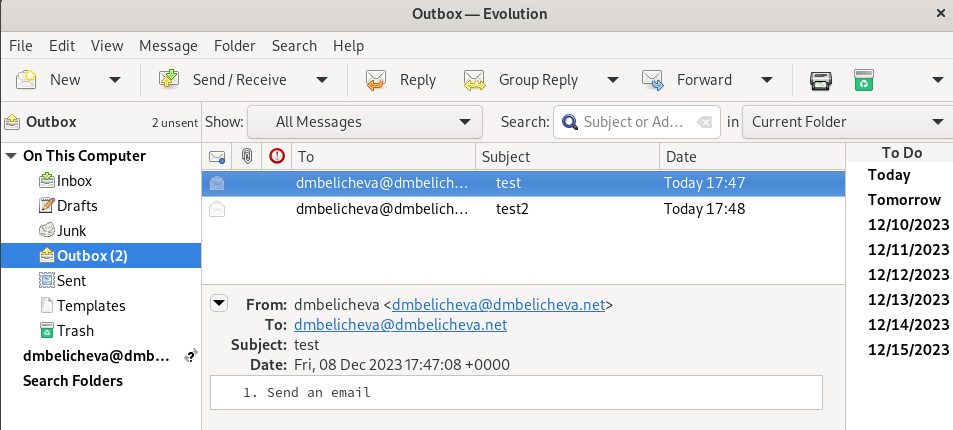 Outbox — Evolution
File Edit View Message Folder Search Help
New Send / Receive Reply Group Reply Forward
Outbox 2 unsent Show: All Messages Search: Subject or Ad... in Current Folder
On This Computer
Inbox
Drafts
Junk
Outbox (2)
Sent
Templates
Trash
dmbelicheva@dmb...
Search Folders
To Subject Date
dmbelicheva@dmbelich... test Today 17:47
dmbelicheva@dmbelich... test2 Today 17:48
From: dmbelicheva <dmbelicheva@dmbelicheva.net>
To: dmbelicheva@dmbelicheva.net
Subject: test
Date: Fri, 08 Dec 2023 17:47:08 +0000
1. Send an email
To Do
Today
Tomorrow
12/10/2023
12/11/2023
12/12/2023
12/13/2023
12/14/2023
12/15/2023